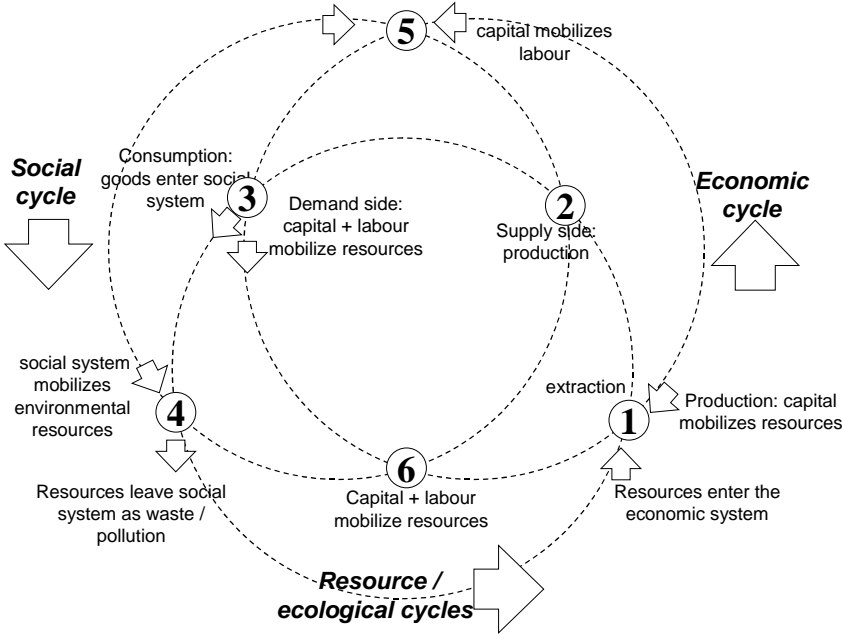 5
capital mobilizes
labour
Social
cycle
Consumption:
goods enter social
system
3
Demand side:
capital + labour
mobilize resources
2
Supply side:
production
Economic
cycle
social system
mobilizes
environmental
resources
4
extraction
1
Production: capital
mobilizes resources
6
Capital + labour
mobilize resources
Resources leave social
system as waste /
pollution
Resources enter the
economic system
Resource /
ecological cycles